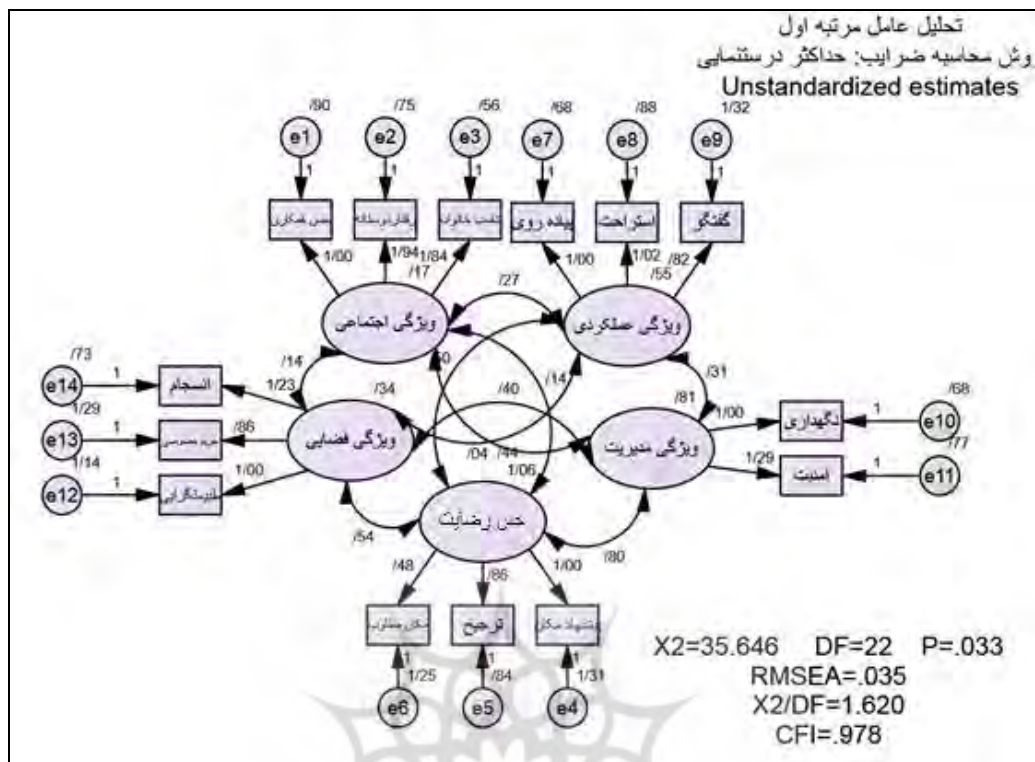 تحلیل عامل مرتبه اول
وش محاسبه ضرایب: حداکثر درستنمایی
Unstandardized estimates
/90 /75 /56 /68 /88 1/32
e1 e2 e3 e7 e8 e9
1 1 1 1 1 1
رفتار دوستانه پیاده روی استراحت گفتگو
1/00 1/94 1/84 1/00 1/02 /82
/17 /55
/27
ویژگی اجتماعی ویژگی عملکردی
/73
e14 1 انسجام 1/23 /14 /34 /40 /14 /31
1/29 /81 /68
e13 1 /86 ویژگی فضایی ویژگی مدیریت 1/00 نگهداری 1 e10
1/14 /04 /44 /77
e12 1 1/00 1/06 1/29 امنیت 1 e11
حس رضایت
/54 /80
/48 /86 1/00
ترجیح
1 1 1
1/25 /84 1/31
e6 e5 e4
X2=35.646 DF=22 P=.033
RMSEA=.035
X2/DF=1.620
CFI=.978